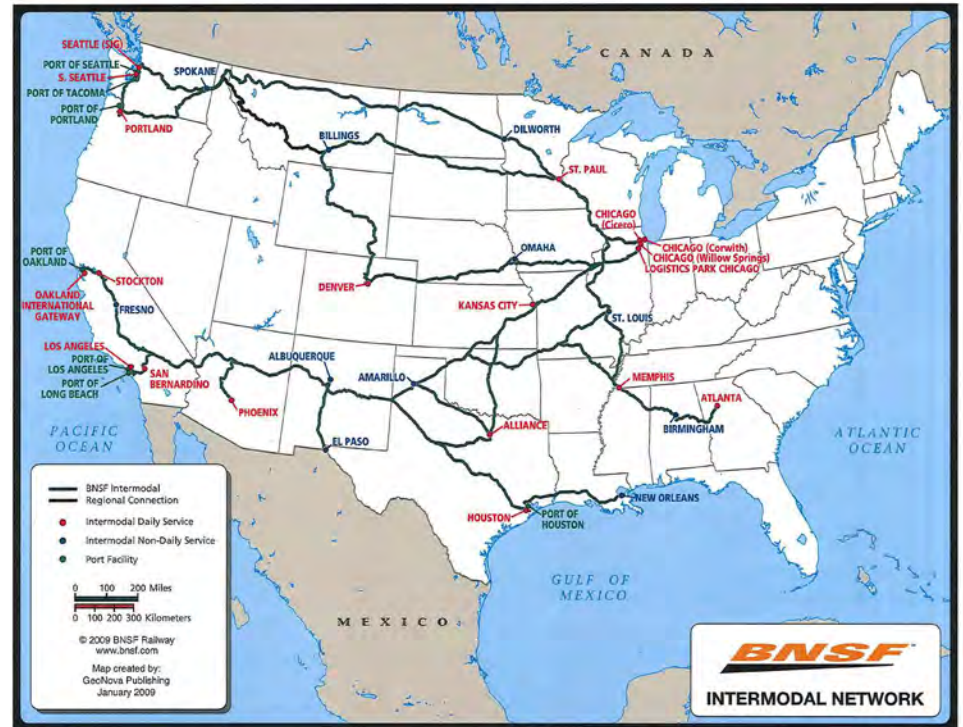 CANADA
SEATTLE (SIG)
PORT OF SEATTLE
S. SEATTLE
PORT OF TACOMA
PORT OF
PORTLAND
PORTLAND
SPOKANE
BILLINGS
DILWORTH
ST. PAUL
CHICAGO
(Cicero)
CHICAGO (Corwith)
CHICAGO (Willow Springs)
LOGISTICS PARK CHICAGO
OMAHA
DENVER
KANSAS CITY
ST. LOUIS
PORT OF
OAKLAND
STOCKTON
OAKLAND
INTERNATIONAL
GATEWAY
FRESNO
LOS ANGELES
PORT OF
LOS ANGELES
PORT OF
LONG BEACH
SAN
BERNARDINO
ALBUQUERQUE
AMARILLO
PHOENIX
EL PASO
ALLIANCE
MEMPHIS
ATLANTA
BIRMINGHAM
NEW ORLEANS
HOUSTON
PORT OF
HOUSTON
PACIFIC
OCEAN
ATLANTIC
OCEAN
GULF OF
MEXICO
MEXICO
BNSF Intermodal
Regional Connection
Intermodal Daily Service
Intermodal Non-Daily Service
Port Facility
0 100 200 Miles
0 100 200 300 Kilometers
© 2009 BNSF Railway
www.bnsf.com
Map created by:
GeoNova Publishing
January 2009
BNSF
INTERMODAL NETWORK